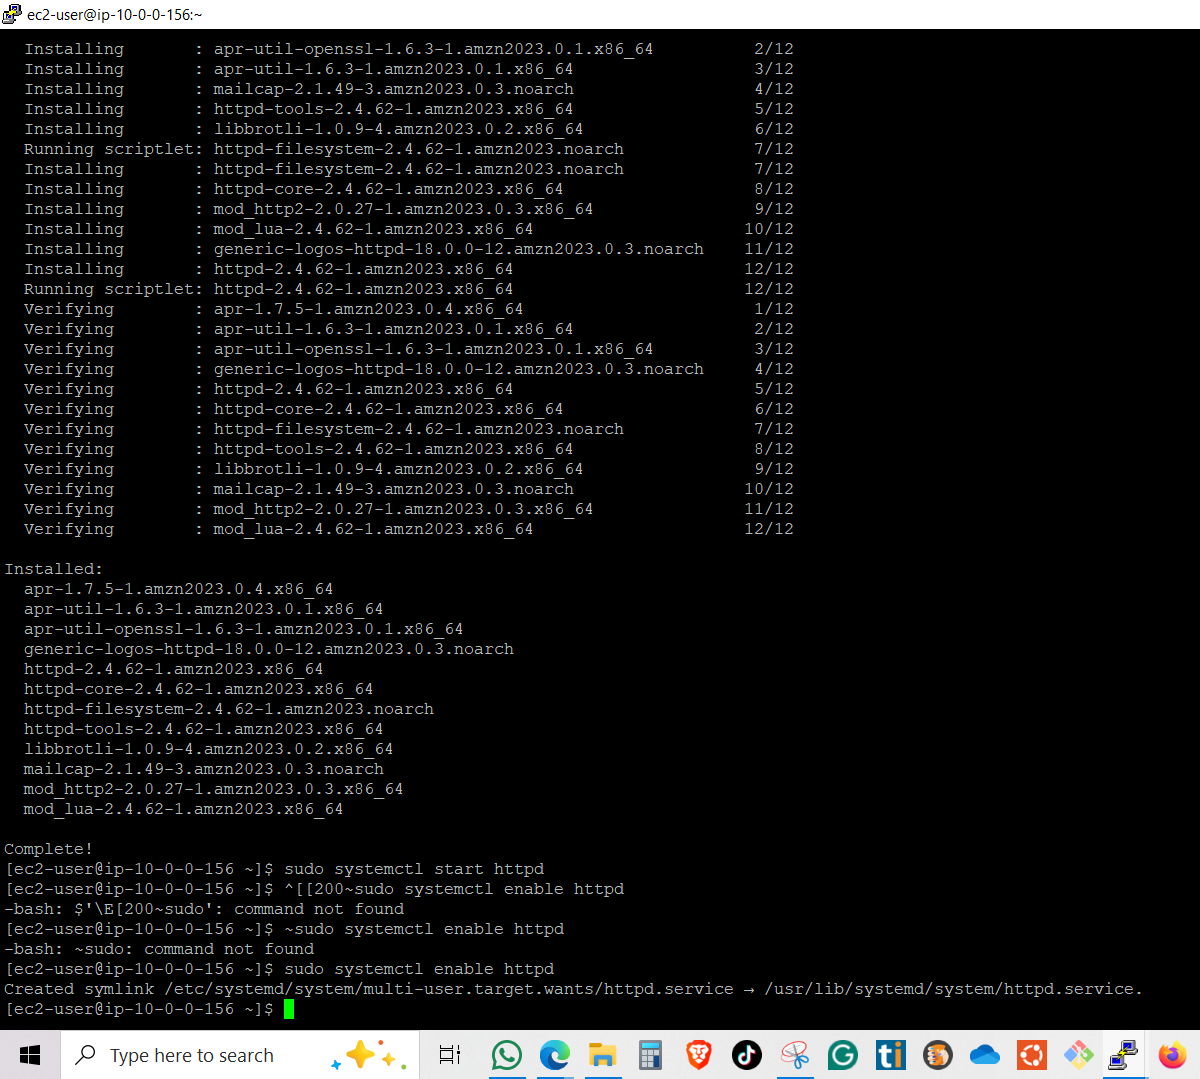 ec2-user@ip-10-0-0-156:~
Installing : apr-util-openssl-1.6.3-1.amzn2023.0.1.x86_64 2/12
Installing : apr-util-1.6.3-1.amzn2023.0.1.x86_64 3/12
Installing : mailcap-2.1.49-3.amzn2023.0.3.noarch 4/12
Installing : httpd-tools-2.4.62-1.amzn2023.x86_64 5/12
Installing : libbrotli-1.0.9-4.amzn2023.0.2.x86_64 6/12
Running scriptlet: httpd-filesystem-2.4.62-1.amzn2023.noarch 7/12
Installing : httpd-filesystem-2.4.62-1.amzn2023.noarch 7/12
Installing : httpd-core-2.4.62-1.amzn2023.x86_64 8/12
Installing : mod_http2-2.0.27-1.amzn2023.0.3.x86_64 9/12
Installing : mod_lua-2.4.62-1.amzn2023.x86_64 10/12
Installing : generic-logos-httpd-18.0.0-12.amzn2023.0.3.noarch 11/12
Installing : httpd-2.4.62-1.amzn2023.x86_64 12/12
Running scriptlet: httpd-2.4.62-1.amzn2023.x86_64 12/12
Verifying : apr-1.7.5-1.amzn2023.0.4.x86_64 1/12
Verifying : apr-util-1.6.3-1.amzn2023.0.1.x86_64 2/12
Verifying : apr-util-openssl-1.6.3-1.amzn2023.0.1.x86_64 3/12
Verifying : generic-logos-httpd-18.0.0-12.amzn2023.0.3.noarch 4/12
Verifying : httpd-2.4.62-1.amzn2023.x86_64 5/12
Verifying : httpd-core-2.4.62-1.amzn2023.x86_64 6/12
Verifying : httpd-filesystem-2.4.62-1.amzn2023.noarch 7/12
Verifying : httpd-tools-2.4.62-1.amzn2023.x86_64 8/12
Verifying : libbrotli-1.0.9-4.amzn2023.0.2.x86_64 9/12
Verifying : mailcap-2.1.49-3.amzn2023.0.3.noarch 10/12
Verifying : mod_http2-2.0.27-1.amzn2023.0.3.x86_64 11/12
Verifying : mod_lua-2.4.62-1.amzn2023.x86_64 12/12
Installed:
apr-1.7.5-1.amzn2023.0.4.x86_64
apr-util-1.6.3-1.amzn2023.0.1.x86_64
apr-util-openssl-1.6.3-1.amzn2023.0.1.x86_64
generic-logos-httpd-18.0.0-12.amzn2023.0.3.noarch
httpd-2.4.62-1.amzn2023.x86_64
httpd-core-2.4.62-1.amzn2023.x86_64
httpd-filesystem-2.4.62-1.amzn2023.noarch
httpd-tools-2.4.62-1.amzn2023.x86_64
libbrotli-1.0.9-4.amzn2023.0.2.x86_64
mailcap-2.1.49-3.amzn2023.0.3.noarch
mod_http2-2.0.27-1.amzn2023.0.3.x86_64
mod_lua-2.4.62-1.amzn2023.x86_64
Complete!
[ec2-user@ip-10-0-0-156 ~]$ sudo systemctl start httpd
[ec2-user@ip-10-0-0-156 ~]$ ^[[200~sudo systemctl enable httpd
-bash: $'\E[200~sudo': command not found
[ec2-user@ip-10-0-0-156 ~]$ ~sudo systemctl enable httpd
-bash: ~sudo: command not found
[ec2-user@ip-10-0-0-156 ~]$ sudo systemctl enable httpd
Created symlink /etc/systemd/system/multi-user.target.wants/httpd.service → /usr/lib/systemd/system/httpd.service.
[ec2-user@ip-10-0-0-156 ~]$
Type here to search
G
ti